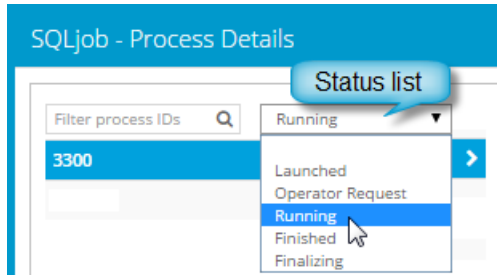 SQLjob - Process Details
Status list
Filter process IDs
Running
3300
Launched
Operator Request
Running
Finished
Finalizing